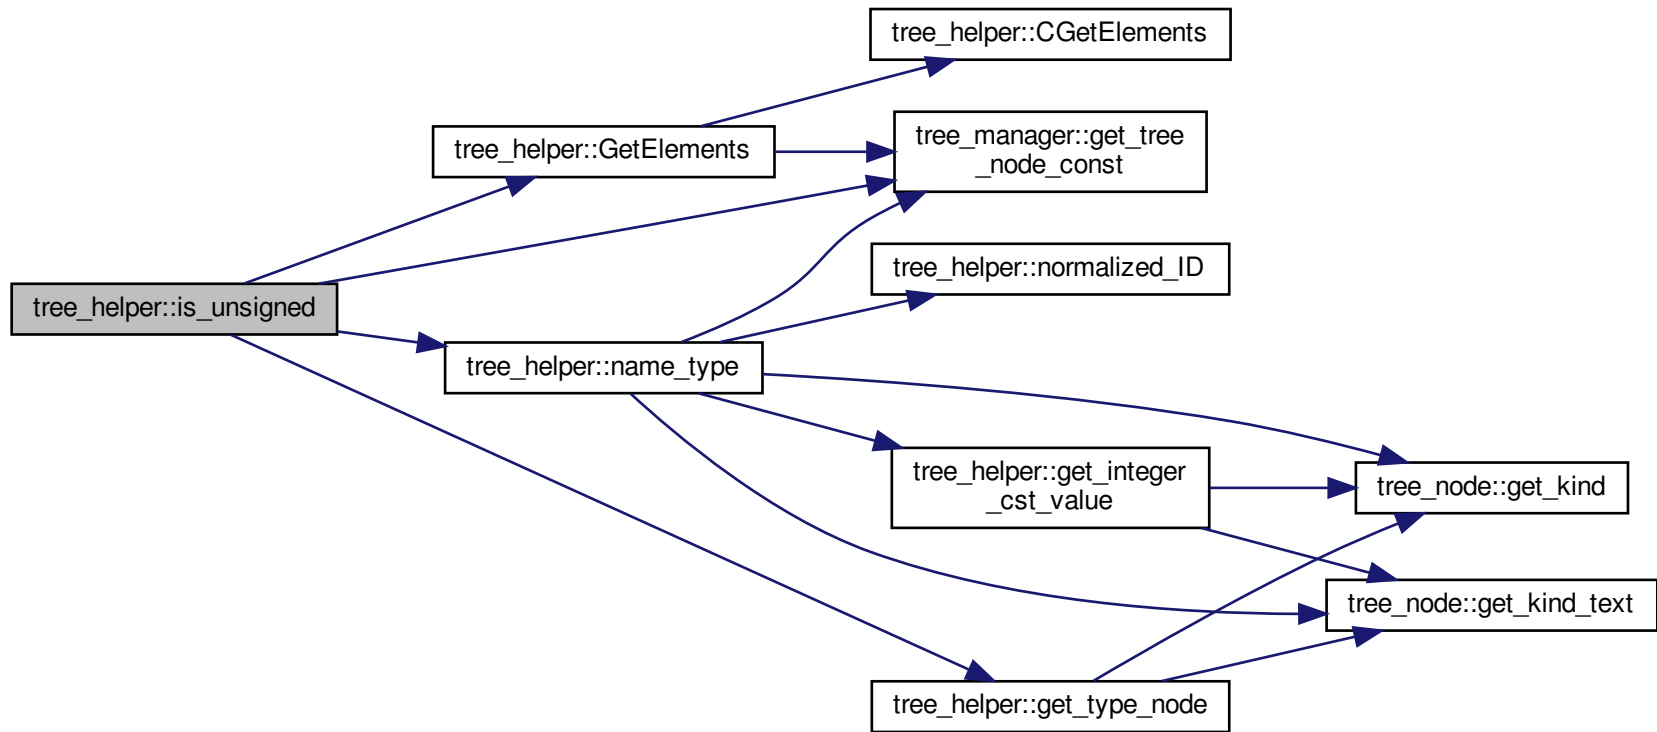 tree_helper::CGetElements
tree_helper::GetElements
tree_manager::get_tree
_node_const
tree_helper::normalized_ID
tree_helper::is_unsigned
tree_helper::name_type
tree_helper::get_integer
_cst_value
tree_node::get_kind
tree_node::get_kind_text
tree_helper::get_type_node